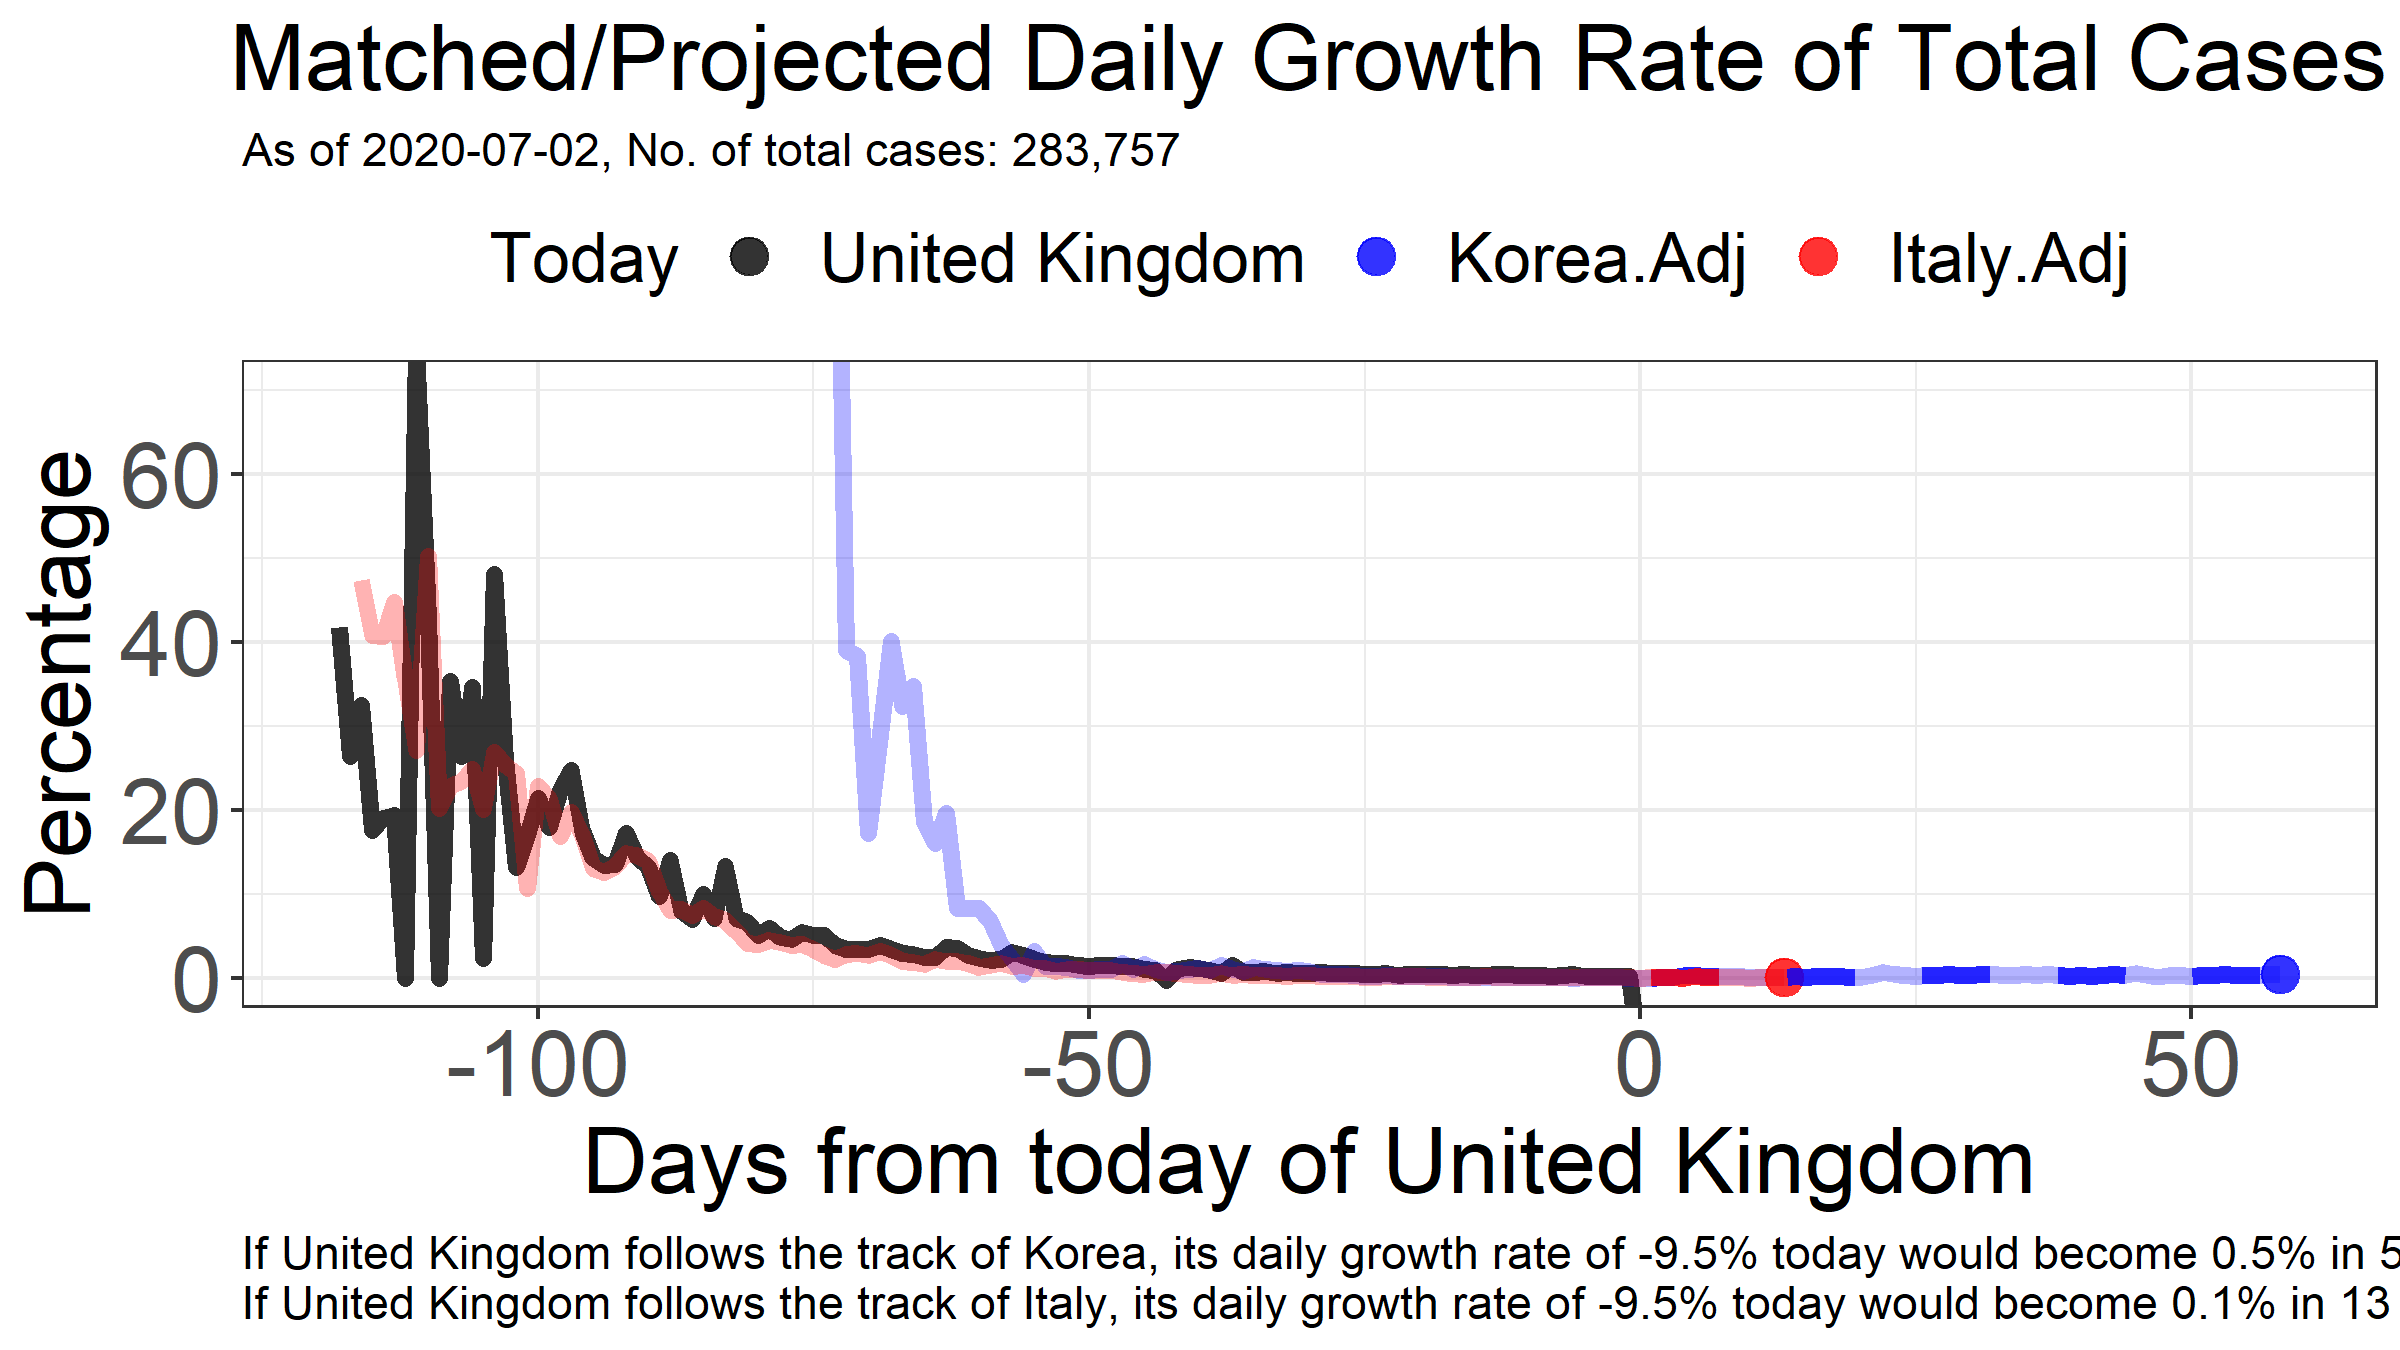 Matched/Projected Daily Growth Rate of Total Cases
As of 2020-07-02, No. of total cases: 283,757
Today United Kingdom Korea.Adj Italy.Adj
Percentage
60
40
20
0
-100 -50 0 50
Days from today of United Kingdom
If United Kingdom follows the track of Korea, its daily growth rate of -9.5% today would become 0.5% in
If United Kingdom follows the track of Italy, its daily growth rate of -9.5% today would become 0.1% in 13